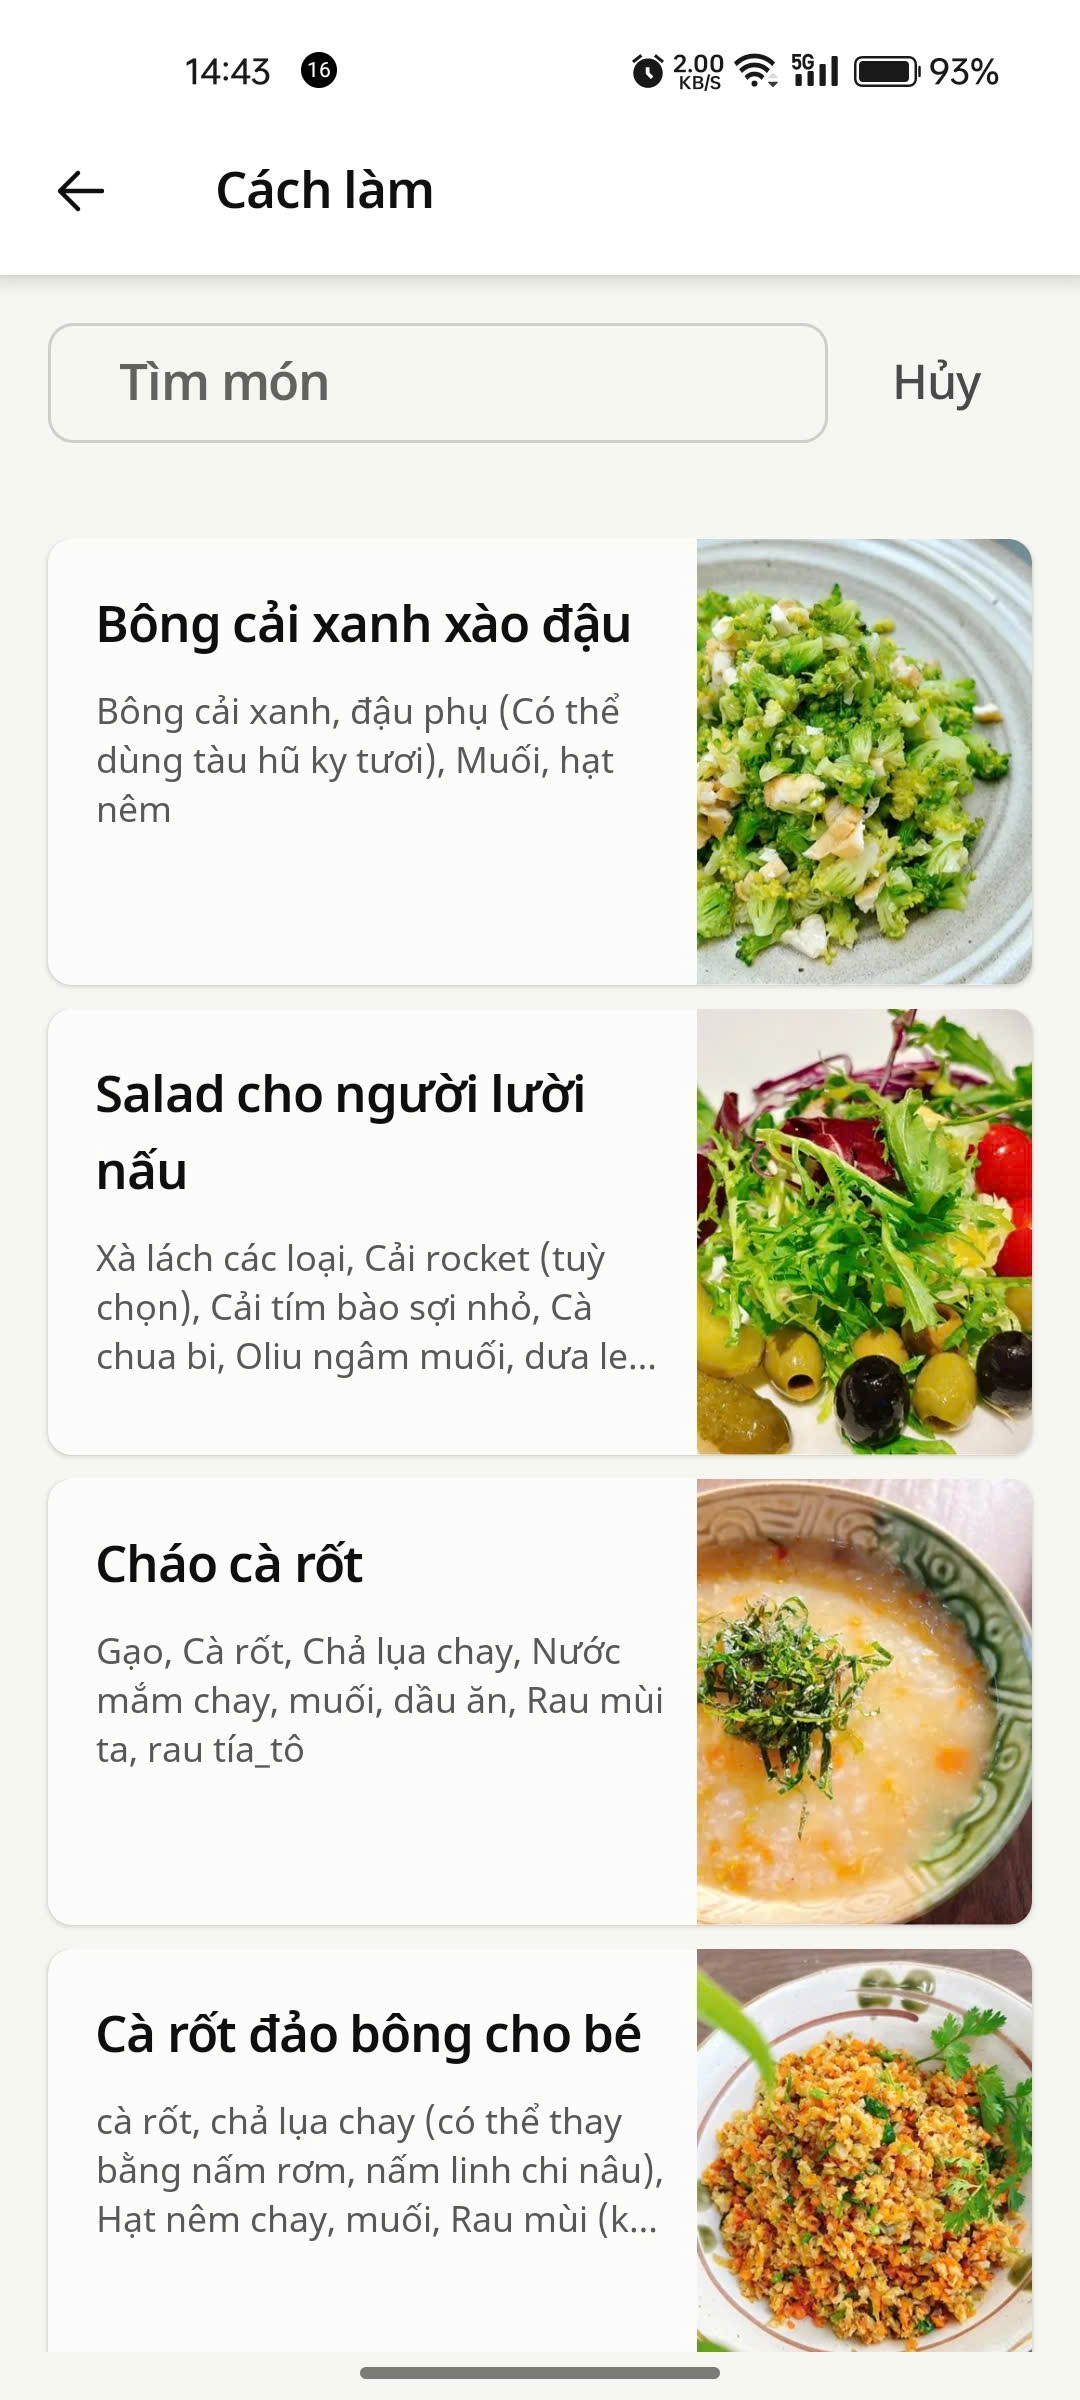 14:43 16 2.00 KB/S 5G 93%
Cách làm
Tìm món Hủy
Bông cải xanh xào đậu
Bông cải xanh, đậu phụ (Có thể
dùng tàu hũ ky tươi), Muối, hạt
nêm
Salad cho người lười
nấu
Xà lách các loại, Cải rocket (tuỳ
chọn), Cải tím bào sợi nhỏ, Cà
chua bi, Oliu ngâm muối, dưa le...
Cháo cà rốt
Gạo, Cà rốt, Chả lụa chay, Nước
mắm chay, muối, dầu ăn, Rau mùi
ta, rau tía_tô
Cà rốt đảo bông cho bé
cà rốt, chả lụa chay (có thể thay
bằng nấm rơm, nấm linh chi nâu),
Hạt nêm chay, muối, Rau mùi (k...